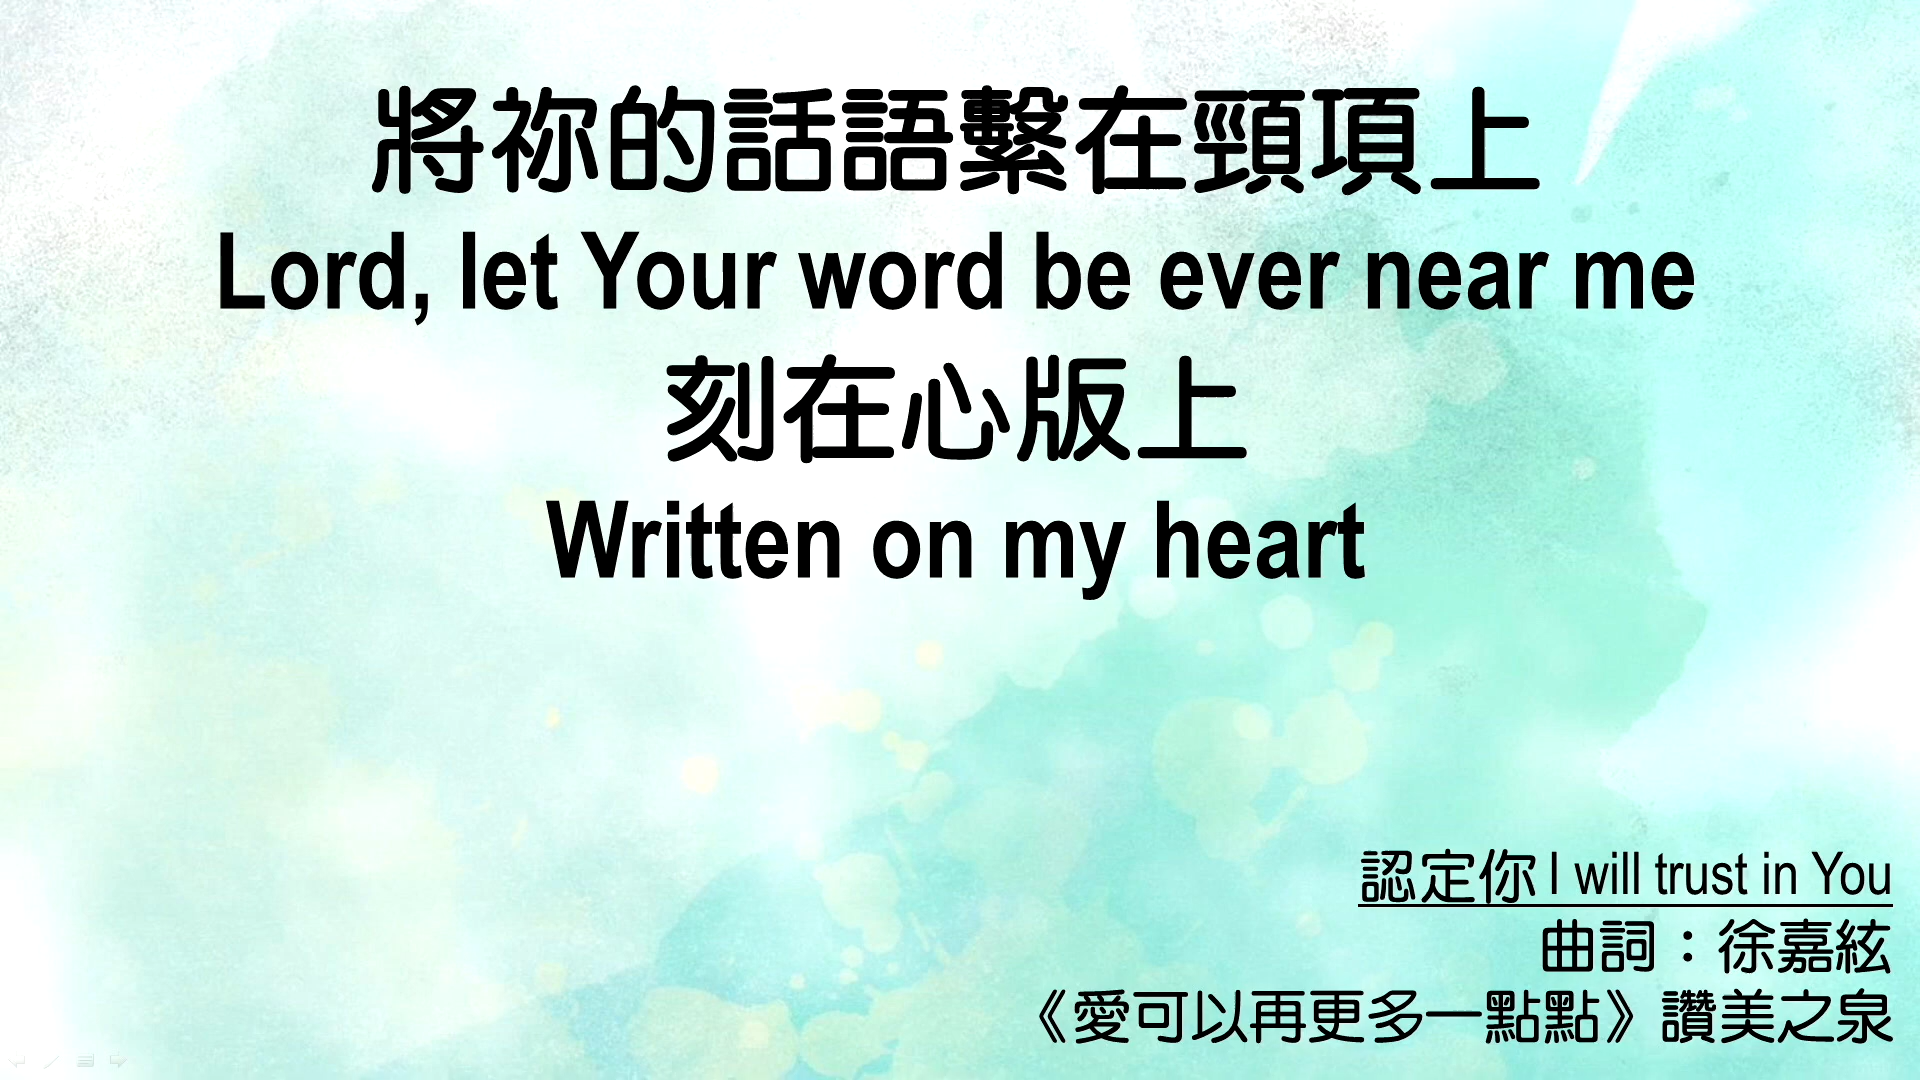 將祢的話語繫在頸項上
Lord, let Your word be ever near me
刻在心版上
Written on my heart
認定你 I will trust in You
曲詞：徐嘉絃
《愛可以再更多一點點》讚美之泉